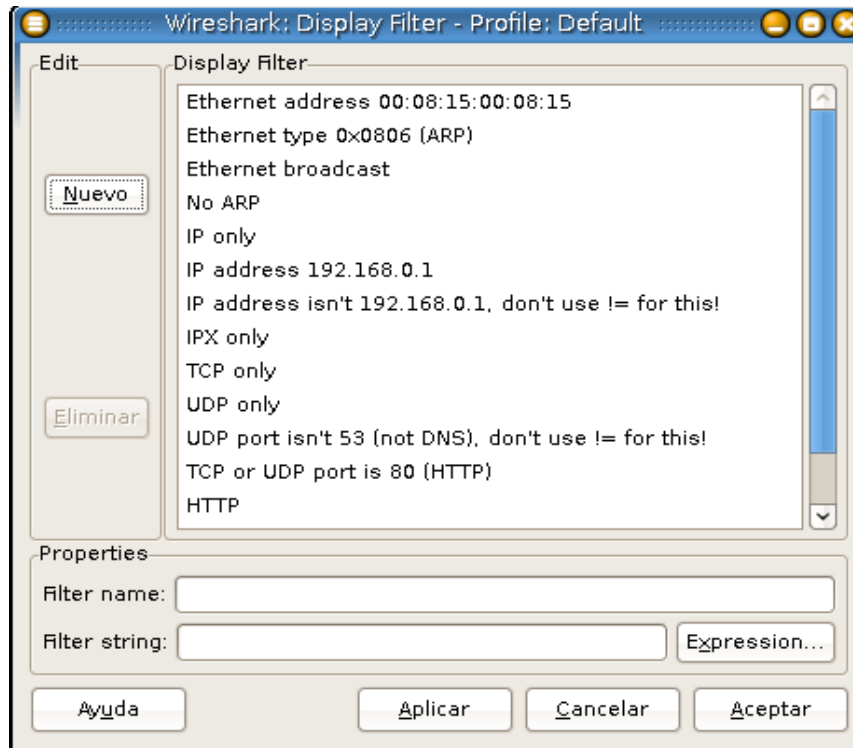 Wireshark: Display Filter - Profile: Default
Edit
Display Filter
Nuevo
Eliminar
Ethernet address 00:08:15:00:08:15
Ethernet type 0x0806 (ARP)
Ethernet broadcast
No ARP
IP only
IP address 192.168.0.1
IP address isn't 192.168.0.1, don't use != for this!
IPX only
TCP only
UDP only
UDP port isn't 53 (not DNS), don't use != for this!
TCP or UDP port is 80 (HTTP)
HTTP
Properties
Filter name:
Filter string:
Expression...
Ayuda
Aplicar
Cancelar
Aceptar